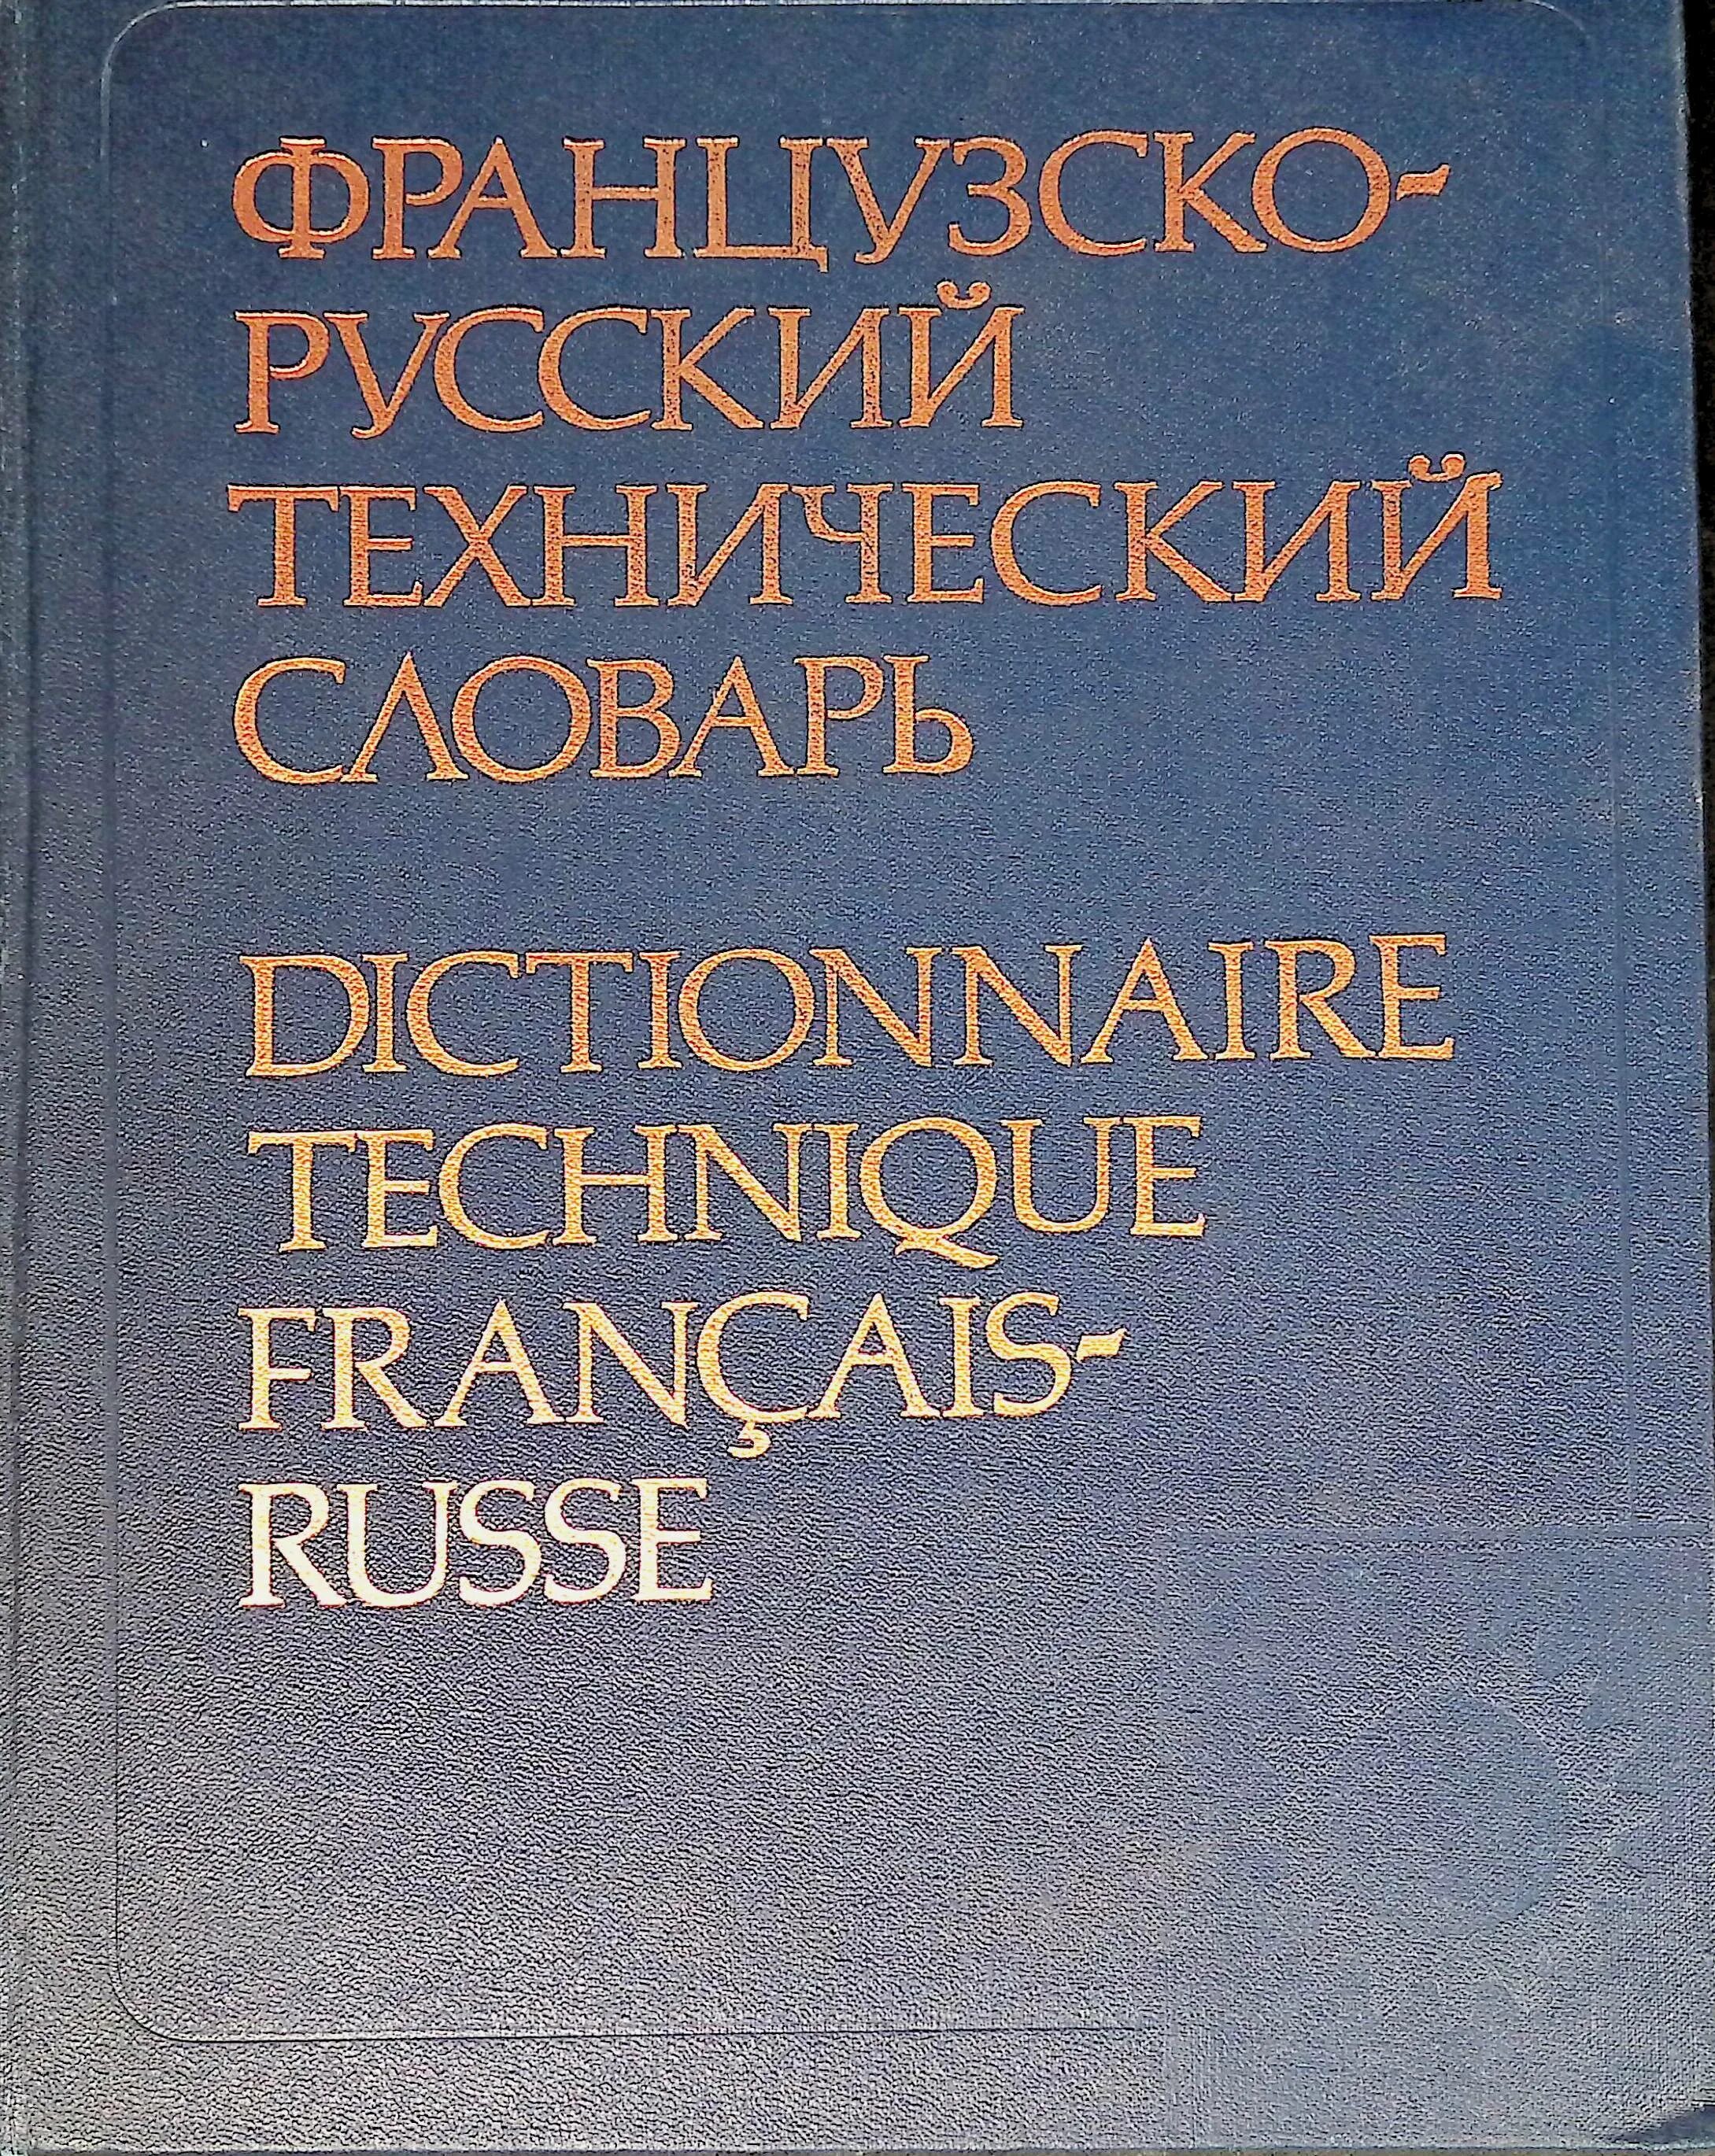 ФРАНЦУЗСКО-
РУССКИЙ
ТЕХНИЧЕСКИЙ
СЛОВАРЬ
DICTIONNAIRE
TECHNIQUE
FRANÇAIS-
RUSSE